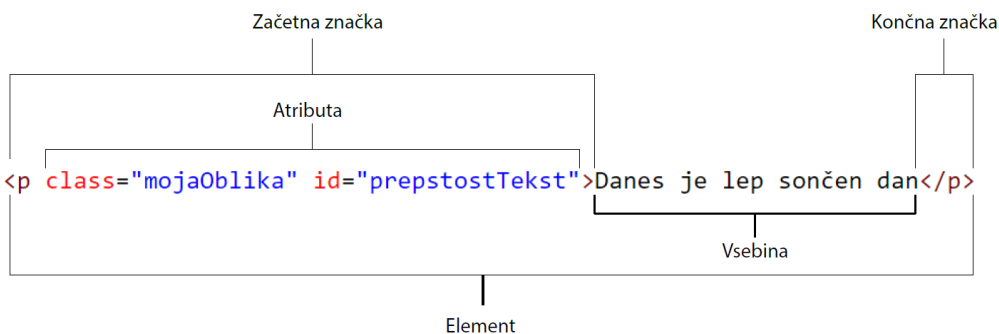 Začetna značka
Končna značka
Atributa
<p class="mojaOblika" id="prepstostTekst">Danes je lep sončen dan</p>
Vsebina
Element